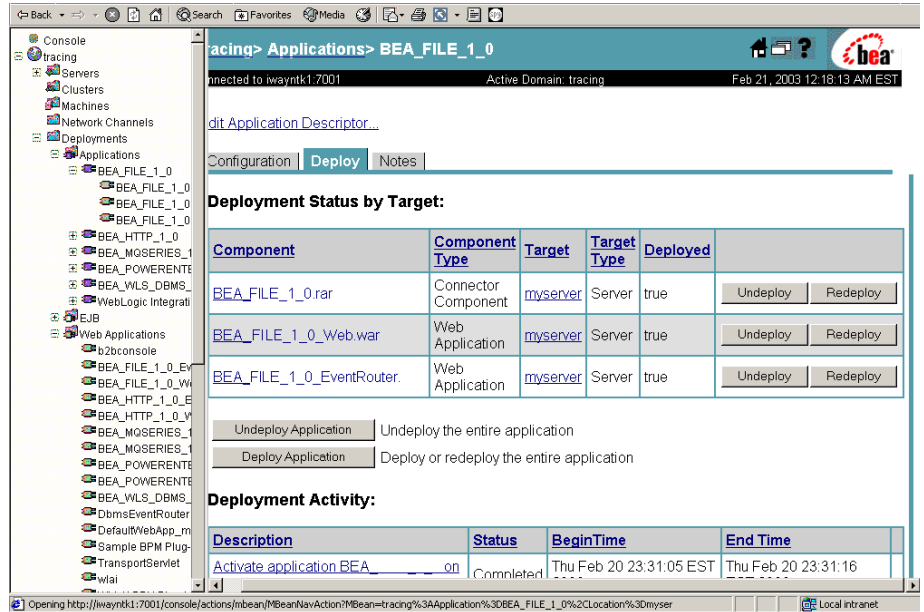 Back
Search Favorites Media
Console
tracing
Servers
Clusters
Machines
Network Channels
Deployments
Applications
BEA_FILE_1_0
BEA_FILE_1_0
BEA_FILE_1_0
BEA_FILE_1_0
BEA_HTTP_1_0
BEA_MQSERIES_1
BEA_POWERENTE
BEA_WLS_DBMS_
WebLogic Integrati
EJB
Web Applications
b2bconsole
BEA_FILE_1_0_Ev
BEA_FILE_1_0_We
BEA_HTTP_1_0_E
BEA_HTTP_1_0_W
BEA_MQSERIES_1
BEA_MQSERIES_1
BEA_POWERENTE
BEA_POWERENTE
BEA_WLS_DBMS_
DbmsEventRouter
DefaultWebApp_m
Sample BPM Plug-
TransportServlet
wlai
racing> Applications> BEA_FILE_1_0
? bea
nnected to iwayntk1:7001 Active Domain: tracing Feb 21, 2003 12:18:13 AM EST
dit Application Descriptor...
Configuration Deploy Notes
Deployment Status by Target:
Component Component Type Target Target Type Deployed
BEA_FILE_1_0.rar Connector Component myserver Server true Undeploy Redeploy
BEA_FILE_1_0_Web.war Web Application myserver Server true Undeploy Redeploy
BEA_FILE_1_0_EventRouter. Web Application myserver Server true Undeploy Redeploy
Undeploy Application Undeploy the entire application
Deploy Application Deploy or redeploy the entire application
Deployment Activity:
Description Status BeginTime End Time
Activate application BEA_ _ _ _ on Completed Thu Feb 20 23:31:05 EST Thu Feb 20 23:31:16
Opening http://iwayntk1:7001/console/actions/mbean/MBeanNavAction?MBean=tracing%3AApplication%3DBEA_FILE_1_0%2CLocation%3Dmyser Local intranet